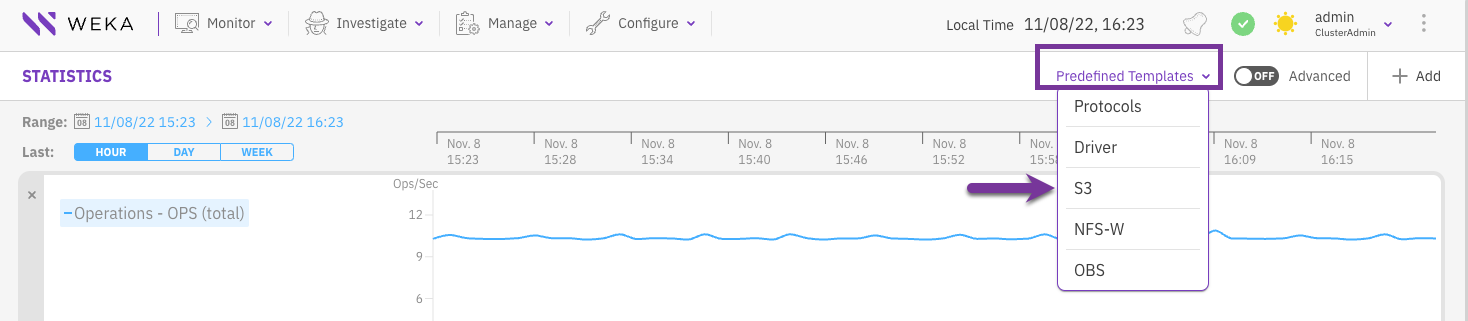 WEKA Monitor Investigate Manage Configure Local Time 11/08/22, 16:23 admin
ClusterAdmin
STATISTICS Predefined Templates OFF Advanced + Add
Protocols
Driver
S3
NFS-W
OBS
Range: 08 11/08/22 15:23 > 08 11/08/22 16:23
Last: HOUR DAY WEEK
Nov. 8 Nov. 8 Nov. 8 Nov. 8 Nov. 8 Nov. 8 Nov. 8 Nov. 8
15:23 15:28 15:34 15:40 15:46 15:52 16:09 16:15
Ops/Sec
× Operations - OPS (total)
12
9
6